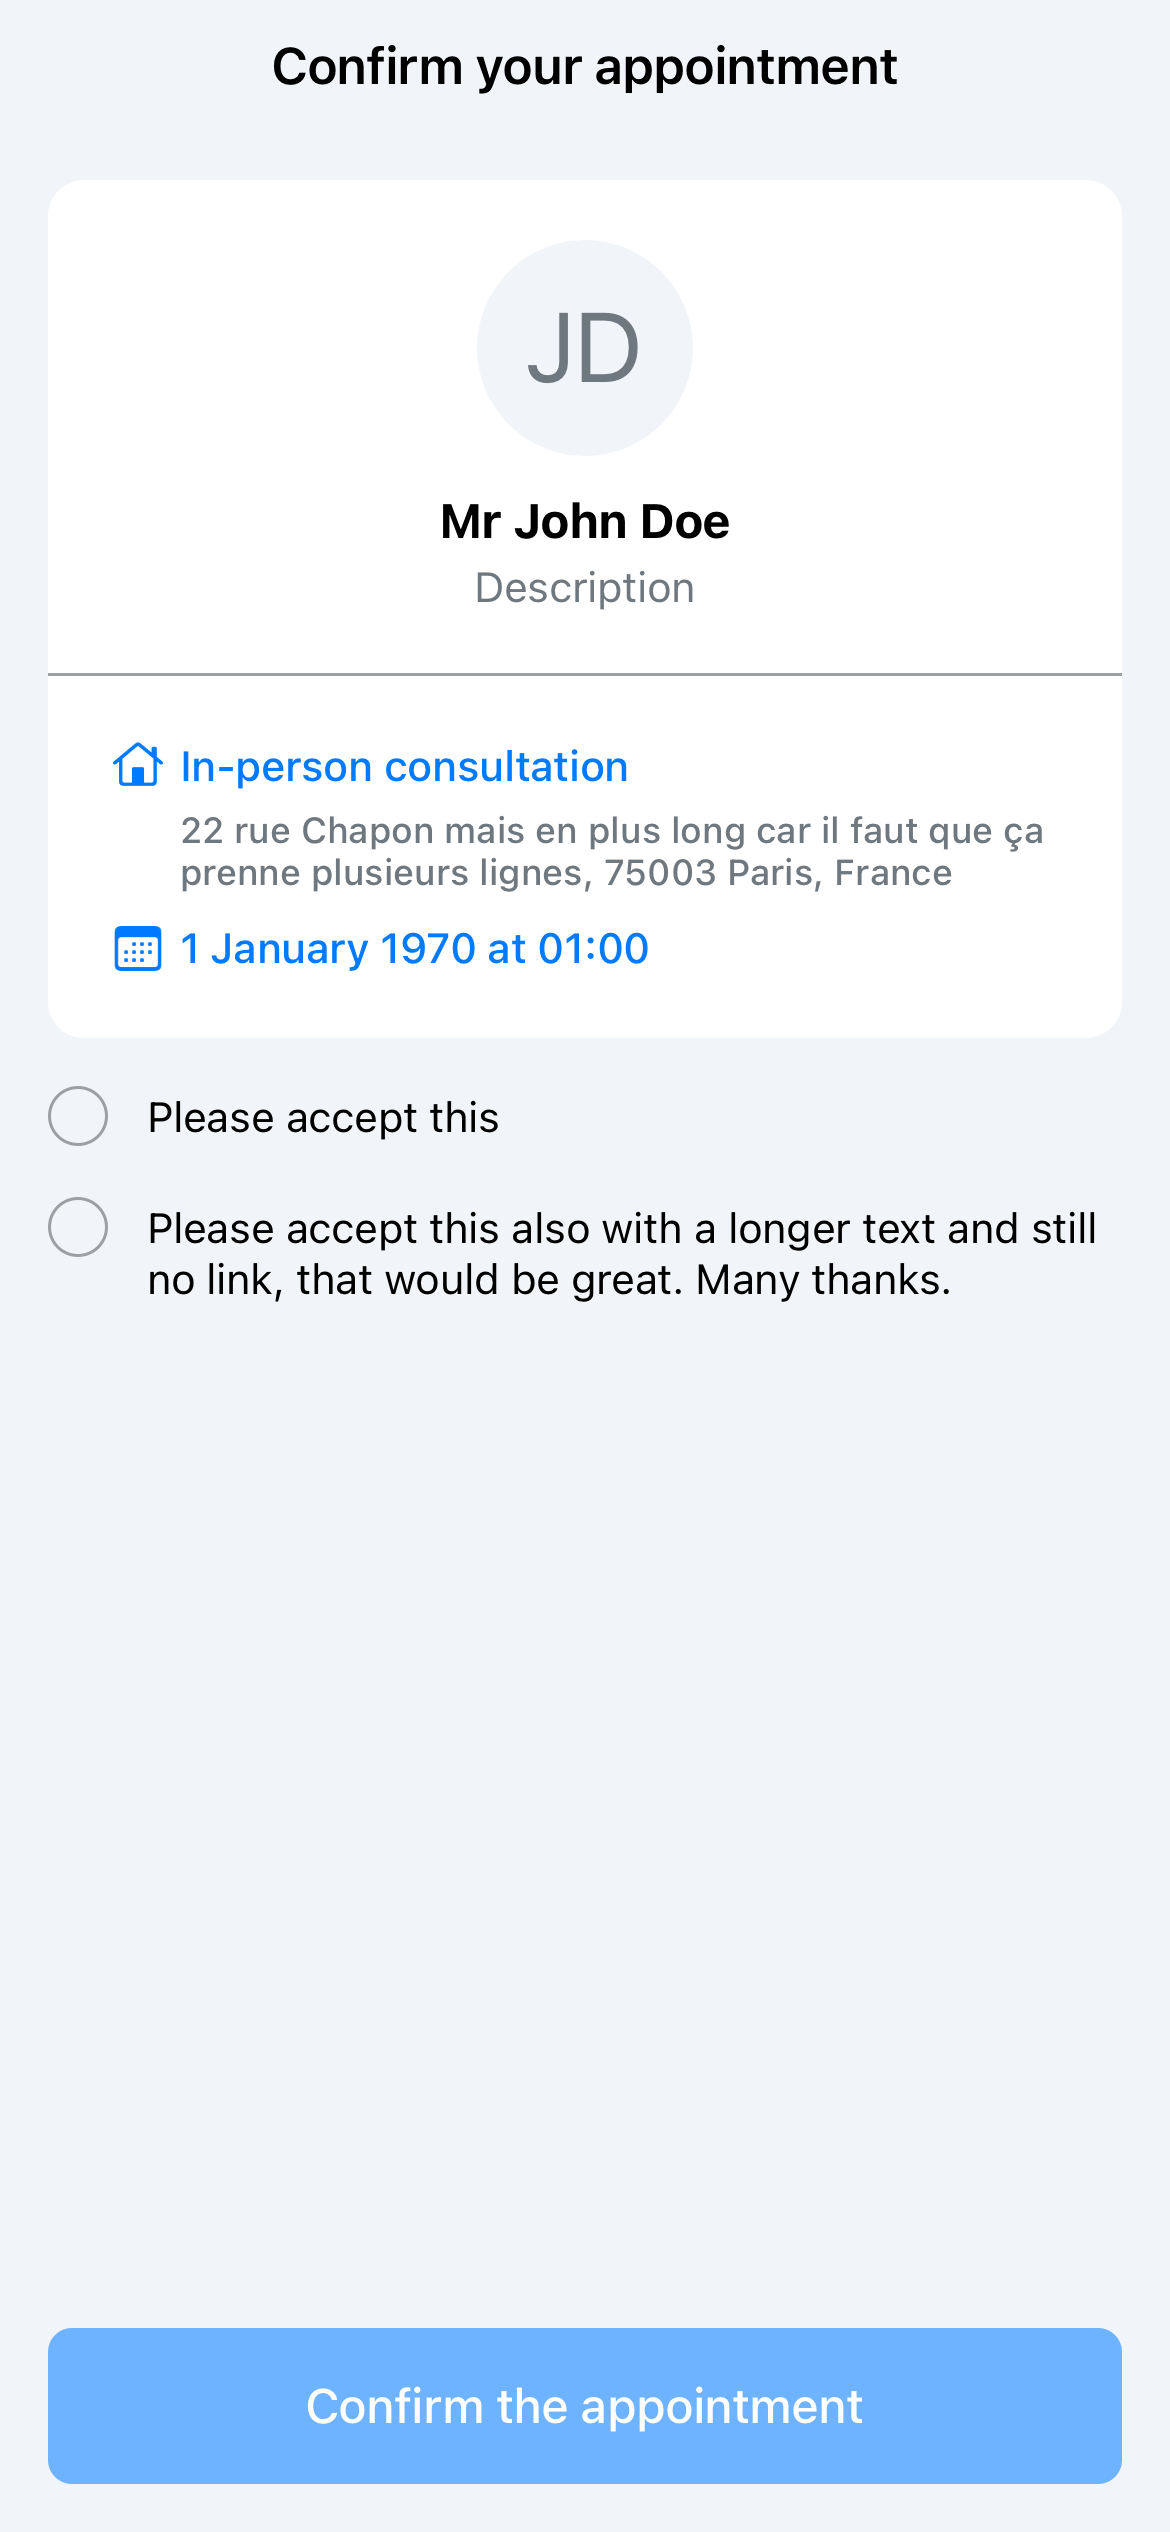 Confirm your appointment
JD
Mr John Doe
Description
In-person consultation
22 rue Chapon mais en plus long car il faut que ça
prenne plusieurs lignes, 75003 Paris, France
1 January 1970 at 01:00
Please accept this
Please accept this also with a longer text and still
no link, that would be great. Many thanks.
Confirm the appointment